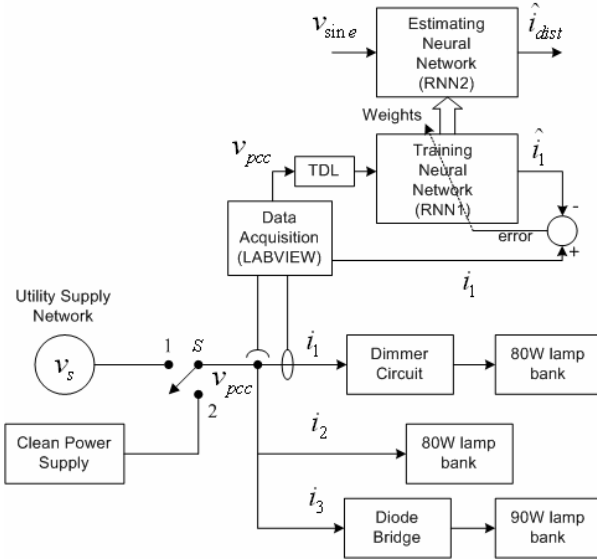 v_sine
Estimating
Neural
Network
(RNN2)
î_dist
Weights
v_pcc
TDL
Training
Neural
Network
(RNN1)
î_1
-
error
+
Data
Acquisition
(LABVIEW)
i_1
Utility Supply
Network
v_s
1
S
2
v_pcc
i_1
Dimmer
Circuit
80W lamp
bank
Clean Power
Supply
i_2
80W lamp
bank
i_3
Diode
Bridge
90W lamp
bank